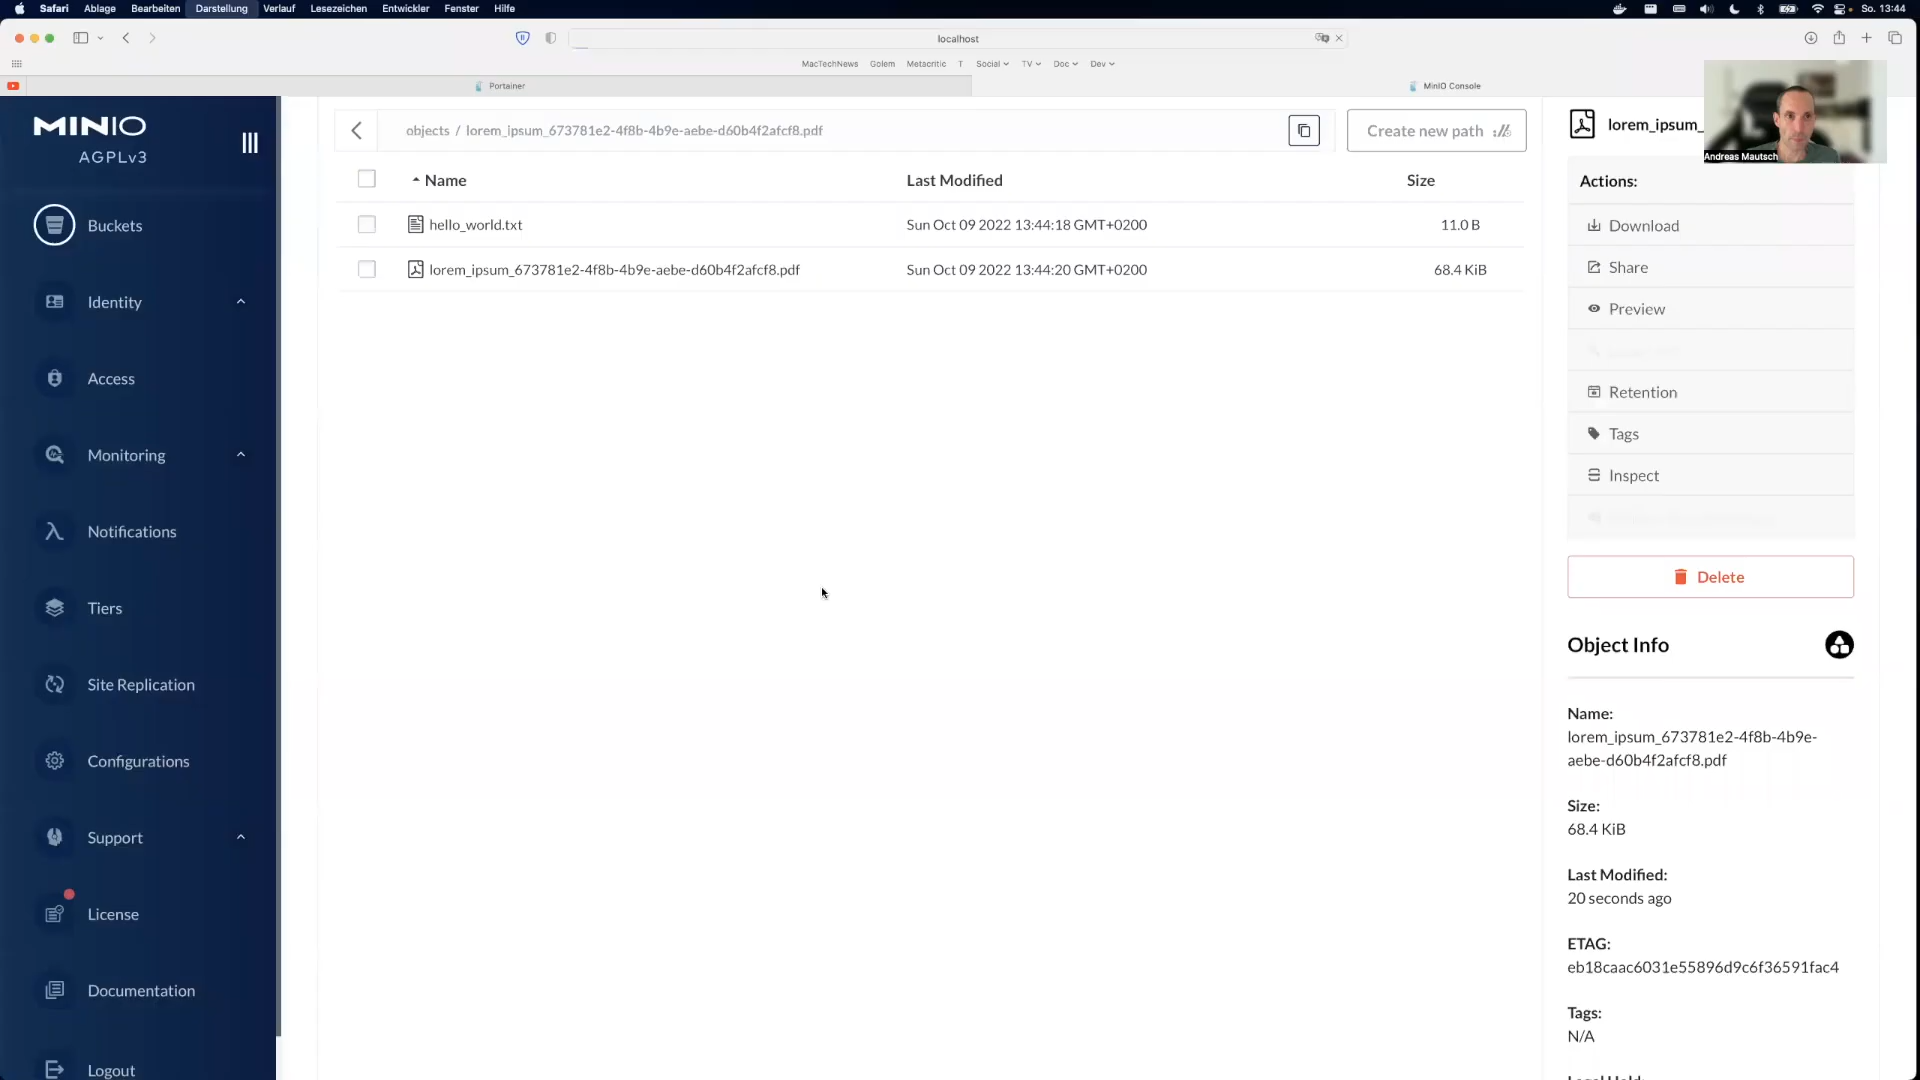 Safari Ablage Bearbeiten Darstellung Verlauf Lesezeichen Entwickler Fenster Hilfe So. 13:44
localhost
MacTechNews Golem Metacritic T Social TV Doc Dev
Portainer
MinIO Console
MINIO
AGPLv3
Buckets
Identity
Access
Monitoring
Notifications
Tiers
Site Replication
Configurations
Support
License
Documentation
Logout
objects / lorem_ipsum_673781e2-4f8b-4b9e-aebe-d60b4f2afcf8.pdf
Create new path
Name Last Modified Size
hello_world.txt Sun Oct 09 2022 13:44:18 GMT+0200 11.0 B
lorem_ipsum_673781e2-4f8b-4b9e-aebe-d60b4f2afcf8.pdf Sun Oct 09 2022 13:44:20 GMT+0200 68.4 KiB
lorem_ipsum_
Andreas Mautsch
Actions:
Download
Share
Preview
Retention
Tags
Inspect
Delete
Object Info
Name:
lorem_ipsum_673781e2-4f8b-4b9e-
aebe-d60b4f2afcf8.pdf
Size:
68.4 KiB
Last Modified:
20 seconds ago
ETAG:
eb18caac6031e55896d9c6f36591fac4
Tags:
N/A